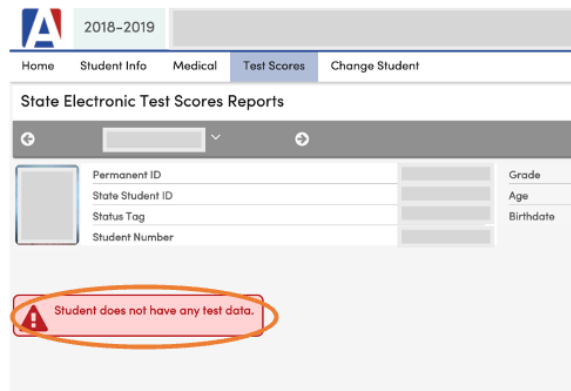 2018-2019
Home Student Info Medical Test Scores Change Student
State Electronic Test Scores Reports
Permanent ID Grade
State Student ID Age
Status Tag Birthdate
Student Number
Student does not have any test data.